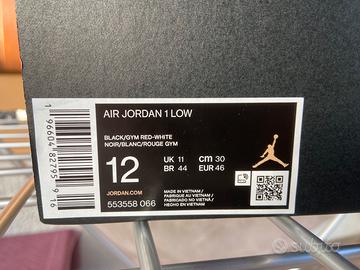 AIR JORDAN 1 LOW
BLACK/GYM RED-WHITE
NOIR/BLANC/ROUGE GYM
12
UK 11 cm 30
BR 44 EUR 46
JORDAN.COM
553558 066
MADE IN VIETNAM
FABRIQUÉ AU VIETNAM
FABRICADO NO VIETNÃ
HECHO EN VIETNAM
196604827959 16
subito